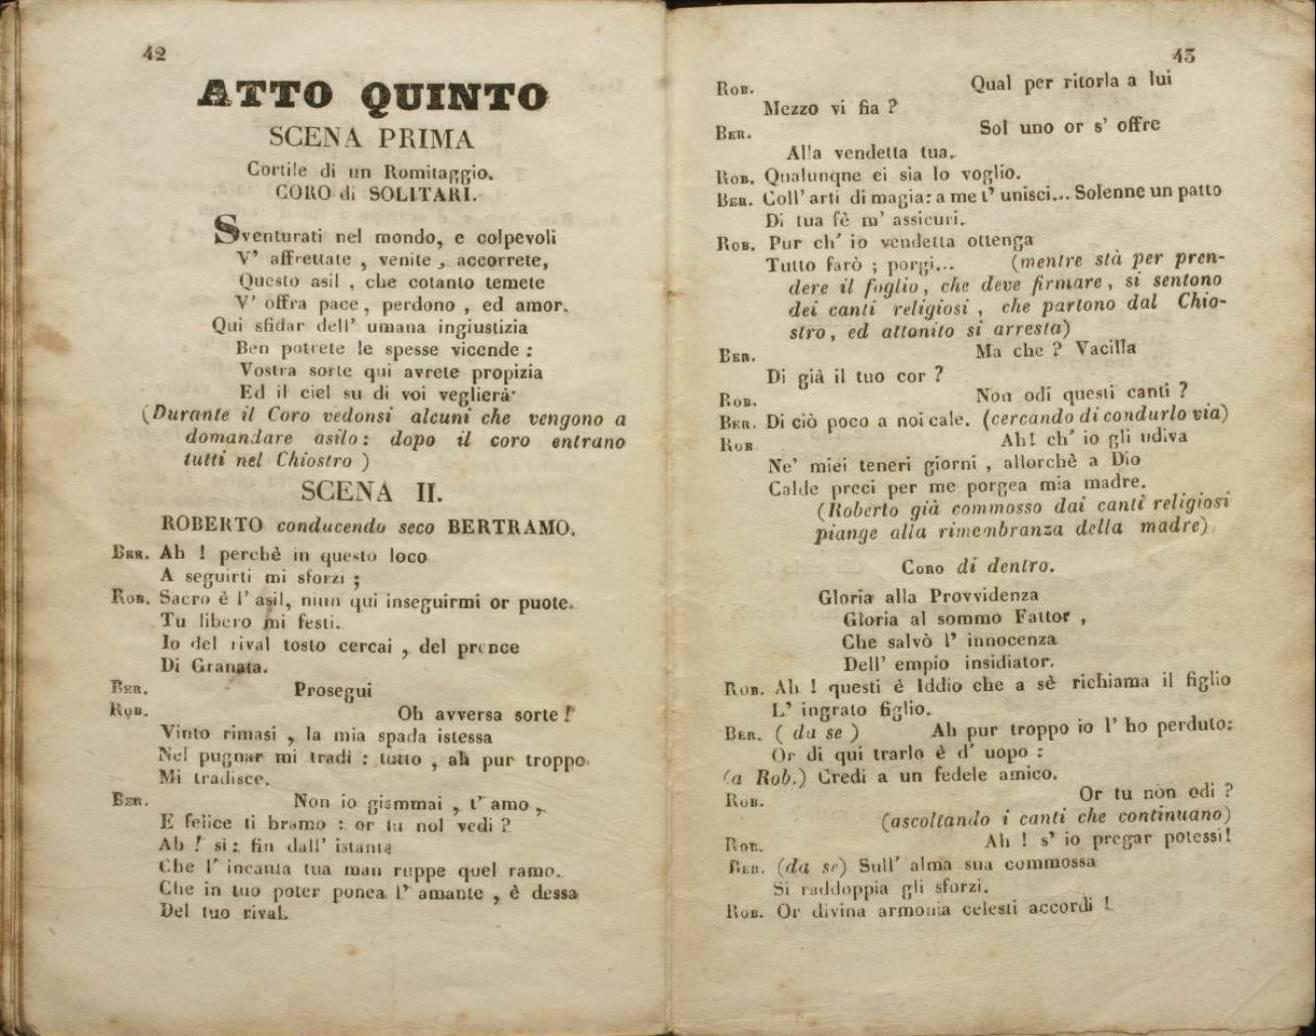 42
ATTO QUINTO
SCENA PRIMA
Cortile di un Romitaggio.
CORO di SOLITARI.
Sventurati nel mondo, e colpevoli
V' affrettate , venite , accorrete,
Questo asil , che cotanto temete
V' offra pace , perdono , ed amor.
Qui sfidar dell' umana ingiustizia
Ben potrete le spesse vicende :
Vostra sorte qui avrete propizia
Ed il ciel su di voi veglierà
(Durante il Coro vedonsi alcuni che vengono a
domandare asilo : dopo il coro entrano
tutti nel Chiostro )
SCENA II.
ROBERTO conducendo seco BERTRAMO.
BER. Ah ! perchè in questo loco
A seguirti mi sforzi ;
ROB. Sacro è l' asil, niun qui inseguirmi or puote.
Tu libero mi festi.
Io del rival tosto cercai , del prence
Di Granata.
BER. Prosegui
ROB. Oh avversa sorte !
Vinto rimasi , la mia spada istessa
Nel pugnar mi tradì : tutto , ah pur troppo
Mi tradisce.
BER. Non io giammai , t' amo ,
E felice ti bramo : or tu nol vedi ?
Ah ! si : fin dall' istante
Che l' incanta tua man ruppe quel ramo.
Che in tuo poter ponea l' amante , è dessa
Del tuo rival
43
ROB. Qual per ritorla a lui
Mezzo vi fia ?
BER. Sol uno or s' offre
Alla vendetta tua.
ROB. Qualunqne ei sia lo voglio.
BER. Coll' arti di magia: a me t' unisci... Solenne un patto
Di tua fè m' assicuri.
ROB. Pur ch' io vendetta ottenga
Tutto farò ; porgi... (mentre stà per pren-
dere il foglio , che deve firmare , si sentono
dei canti religiosi , che partono dal Chio-
stro , ed attonito si arresta)
BER. Ma che ? Vacilla
Di già il tuo cor ?
ROB. Non odi questi canti ?
BER. Di ciò poco a noi cale. (cercando di condurlo via)
ROB Ah! ch' io gli udiva
Ne' miei teneri giorni , allorchè a Dio
Calde preci per me porgea mia madre.
(Roberto già commosso dai canti religiosi
piange alla rimembranza della madre)
CORO di dentro.
Gloria alla Provvidenza
Gloria al sommo Fattor ,
Che salvò l' innocenza
Dell' empio insidiator.
ROB. Ah ! questi è Iddio che a sè richiama il figlio
L' ingrato figlio.
BER. ( da se ) Ah pur troppo io l' ho perduto:
Or di qui trarlo è d' uopo :
(a Rob.) Credi a un fedele amico.
ROB. Or tu non odi ?
(ascoltando i canti che continuano)
ROB. Ah ! s' io pregar potessi!
BER. (da se) Sull' alma sua commossa
Si raddoppia gli sforzi.
ROB. Or divina armonia celesti accordi !